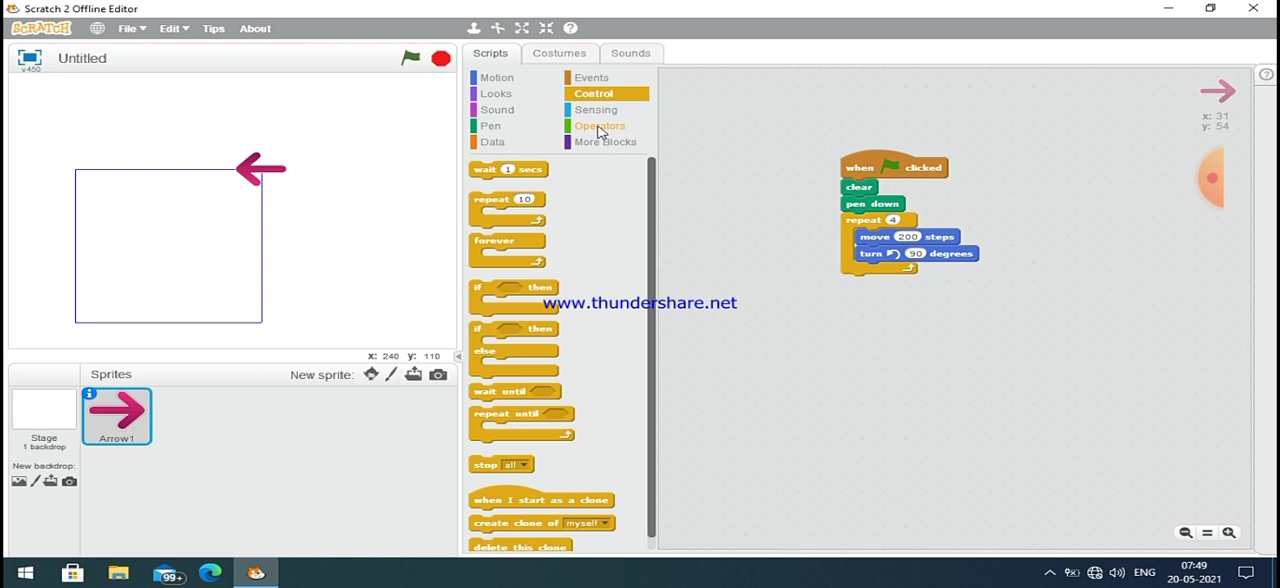 Scratch 2 Offline Editor
SCRATCH File Edit Tips About
v450 Untitled
Scripts Costumes Sounds
Motion Events
Looks Control
Sound Sensing
Pen Operators
Data More Blocks
wait 1 secs
repeat 10
forever
if then
if then
else
wait until
repeat until
stop all
when I start as a clone
create clone of myself
delete this clone
when clicked
clear
pen down
repeat 4
move 200 steps
turn 90 degrees
x: 31
y: 54
www.thundershare.net
x: 240 y: 110
Sprites New sprite:
Stage
1 backdrop
New backdrop:
Arrow1
99+
ENG
07:49
20-05-2021